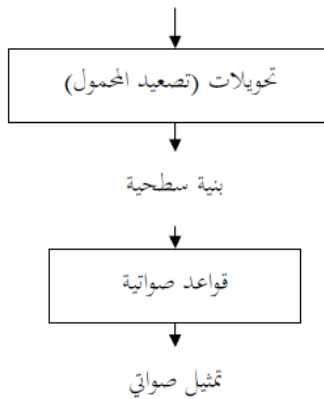 تحويلات (تصعيد المحمول)
بنية سطحية
قواعد صواتية
تمثيل صواتي